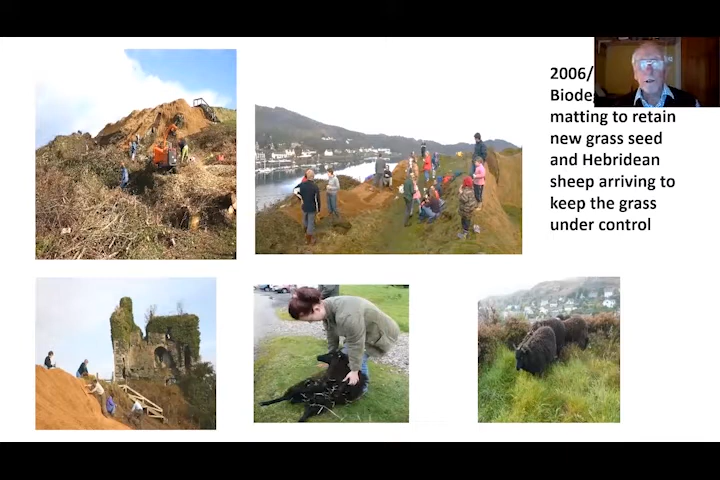 2006/
matting to retain
new grass seed
and Hebridean
sheep arriving to
keep the grass
under control